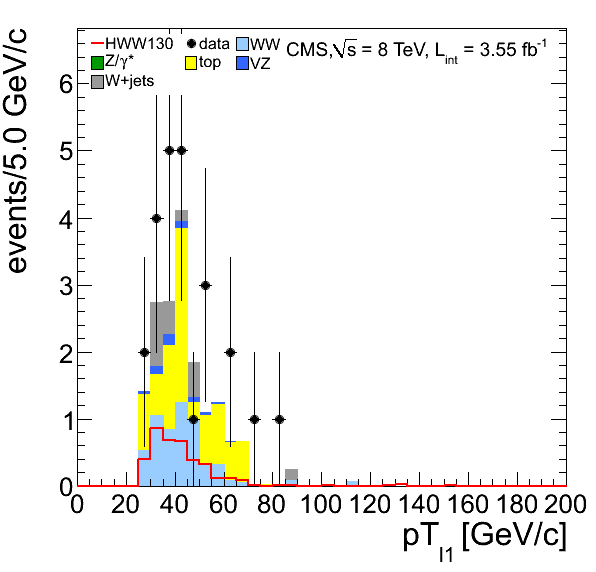 HWW130 data WW
Z/γ* top VZ
W+jets
CMS,√s = 8 TeV, L_int = 3.55 fb⁻¹
events/5.0 GeV/c
6
5
4
3
2
1
0
0 20 40 60 80 100 120 140 160 180 200
pT_l1 [GeV/c]